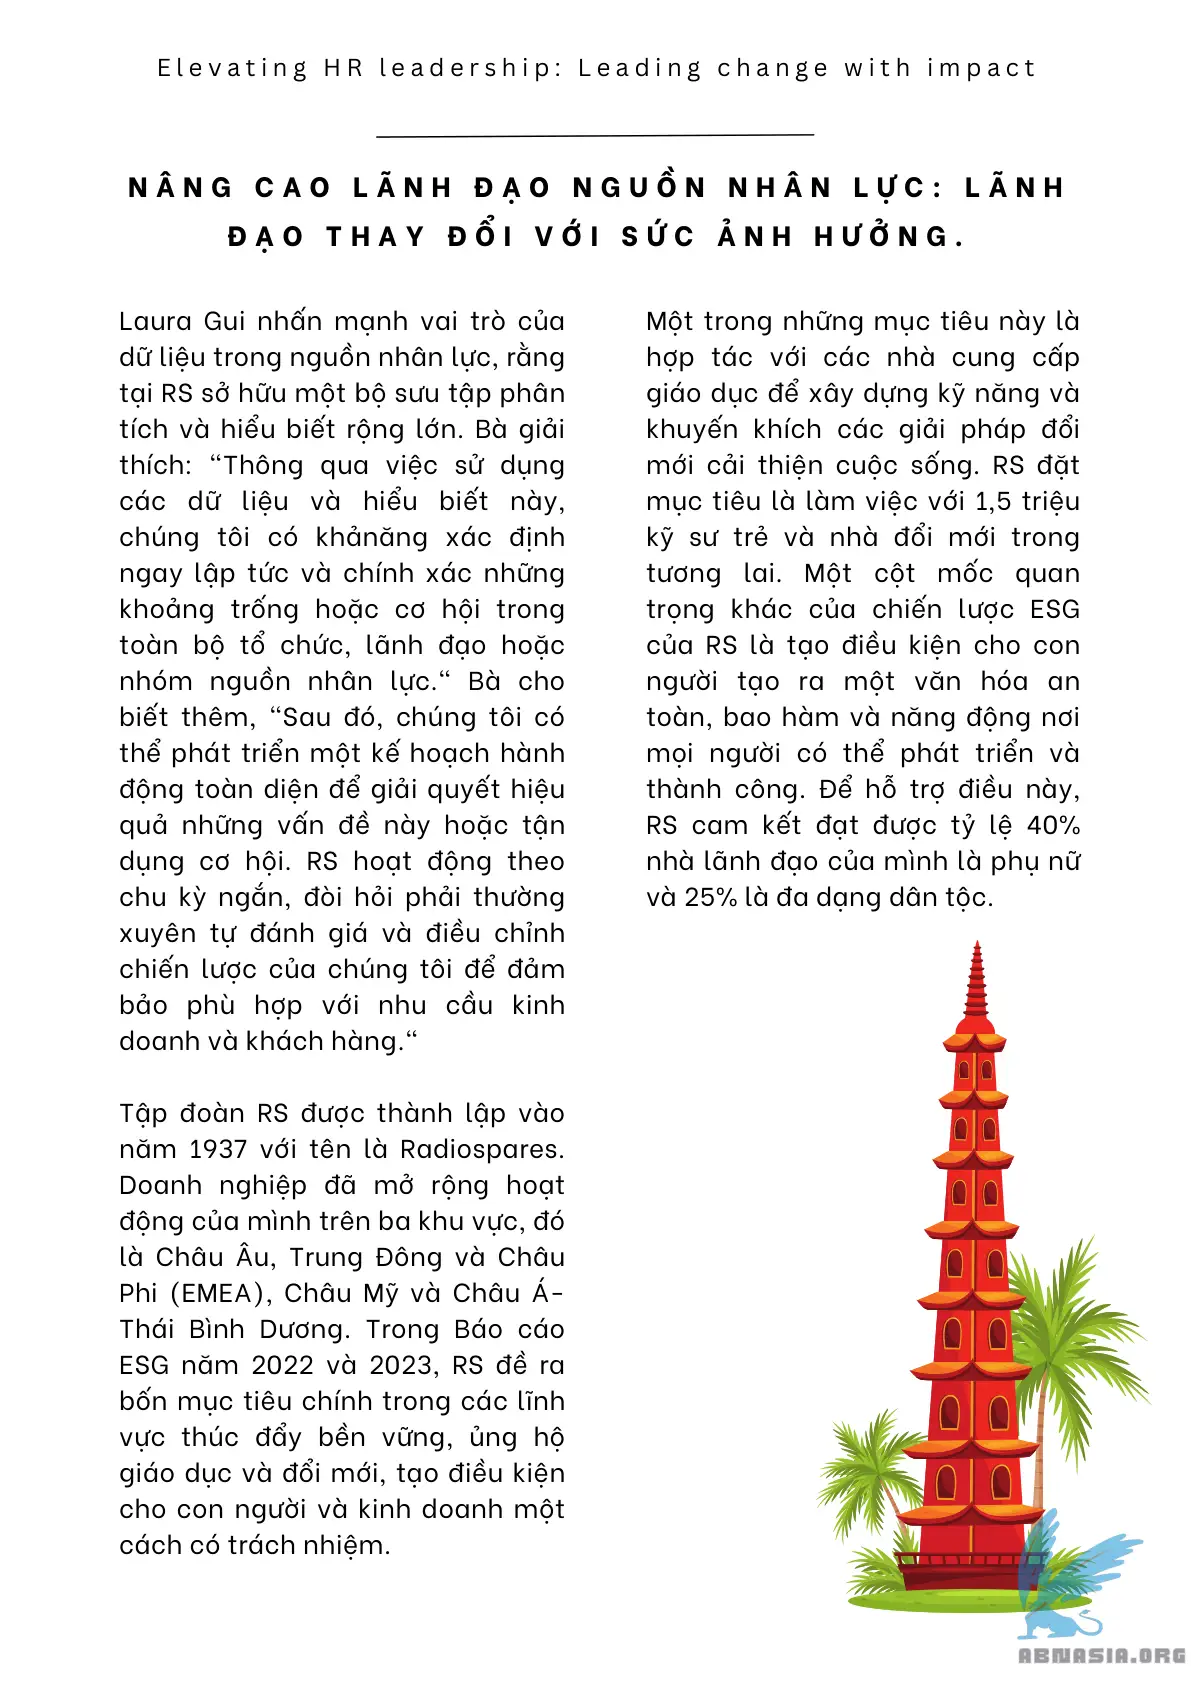 Elevating HR leadership: Leading change with impact
NÂNG CAO LÃNH ĐẠO NGUỒN NHÂN LỰC: LÃNH
ĐẠO THAY ĐỔI VỚI SỨC ẢNH HƯỞNG.
Laura Gui nhấn mạnh vai trò của
dữ liệu trong nguồn nhân lực, rằng
tại RS sở hữu một bộ sưu tập phân
tích và hiểu biết rộng lớn. Bà giải
thích: “Thông qua việc sử dụng
các dữ liệu và hiểu biết này,
chúng tôi có khảnăng xác định
ngay lập tức và chính xác những
khoảng trống hoặc cơ hội trong
toàn bộ tổ chức, lãnh đạo hoặc
nhóm nguồn nhân lực.“ Bà cho
biết thêm, “Sau đó, chúng tôi có
thể phát triển một kế hoạch hành
động toàn diện để giải quyết hiệu
quả những vấn đề này hoặc tận
dụng cơ hội. RS hoạt động theo
chu kỳ ngắn, đòi hỏi phải thường
xuyên tự đánh giá và điều chỉnh
chiến lược của chúng tôi để đảm
bảo phù hợp với nhu cầu kinh
doanh và khách hàng.“
Tập đoàn RS được thành lập vào
năm 1937 với tên là Radiospares.
Doanh nghiệp đã mở rộng hoạt
động của mình trên ba khu vực, đó
là Châu Âu, Trung Đông và Châu
Phi (EMEA), Châu Mỹ và Châu Á-
Thái Bình Dương. Trong Báo cáo
ESG năm 2022 và 2023, RS đề ra
bốn mục tiêu chính trong các lĩnh
vực thúc đẩy bền vững, ủng hộ
giáo dục và đổi mới, tạo điều kiện
cho con người và kinh doanh một
cách có trách nhiệm.
Một trong những mục tiêu này là
hợp tác với các nhà cung cấp
giáo dục để xây dựng kỹ năng và
khuyến khích các giải pháp đổi
mới cải thiện cuộc sống. RS đặt
mục tiêu là làm việc với 1,5 triệu
kỹ sư trẻ và nhà đổi mới trong
tương lai. Một cột mốc quan
trọng khác của chiến lược ESG
của RS là tạo điều kiện cho con
người tạo ra một văn hóa an
toàn, bao hàm và năng động nơi
mọi người có thể phát triển và
thành công. Để hỗ trợ điều này,
RS cam kết đạt được tỷ lệ 40%
nhà lãnh đạo của mình là phụ nữ
và 25% là đa dạng dân tộc.
ABNASIA.ORG